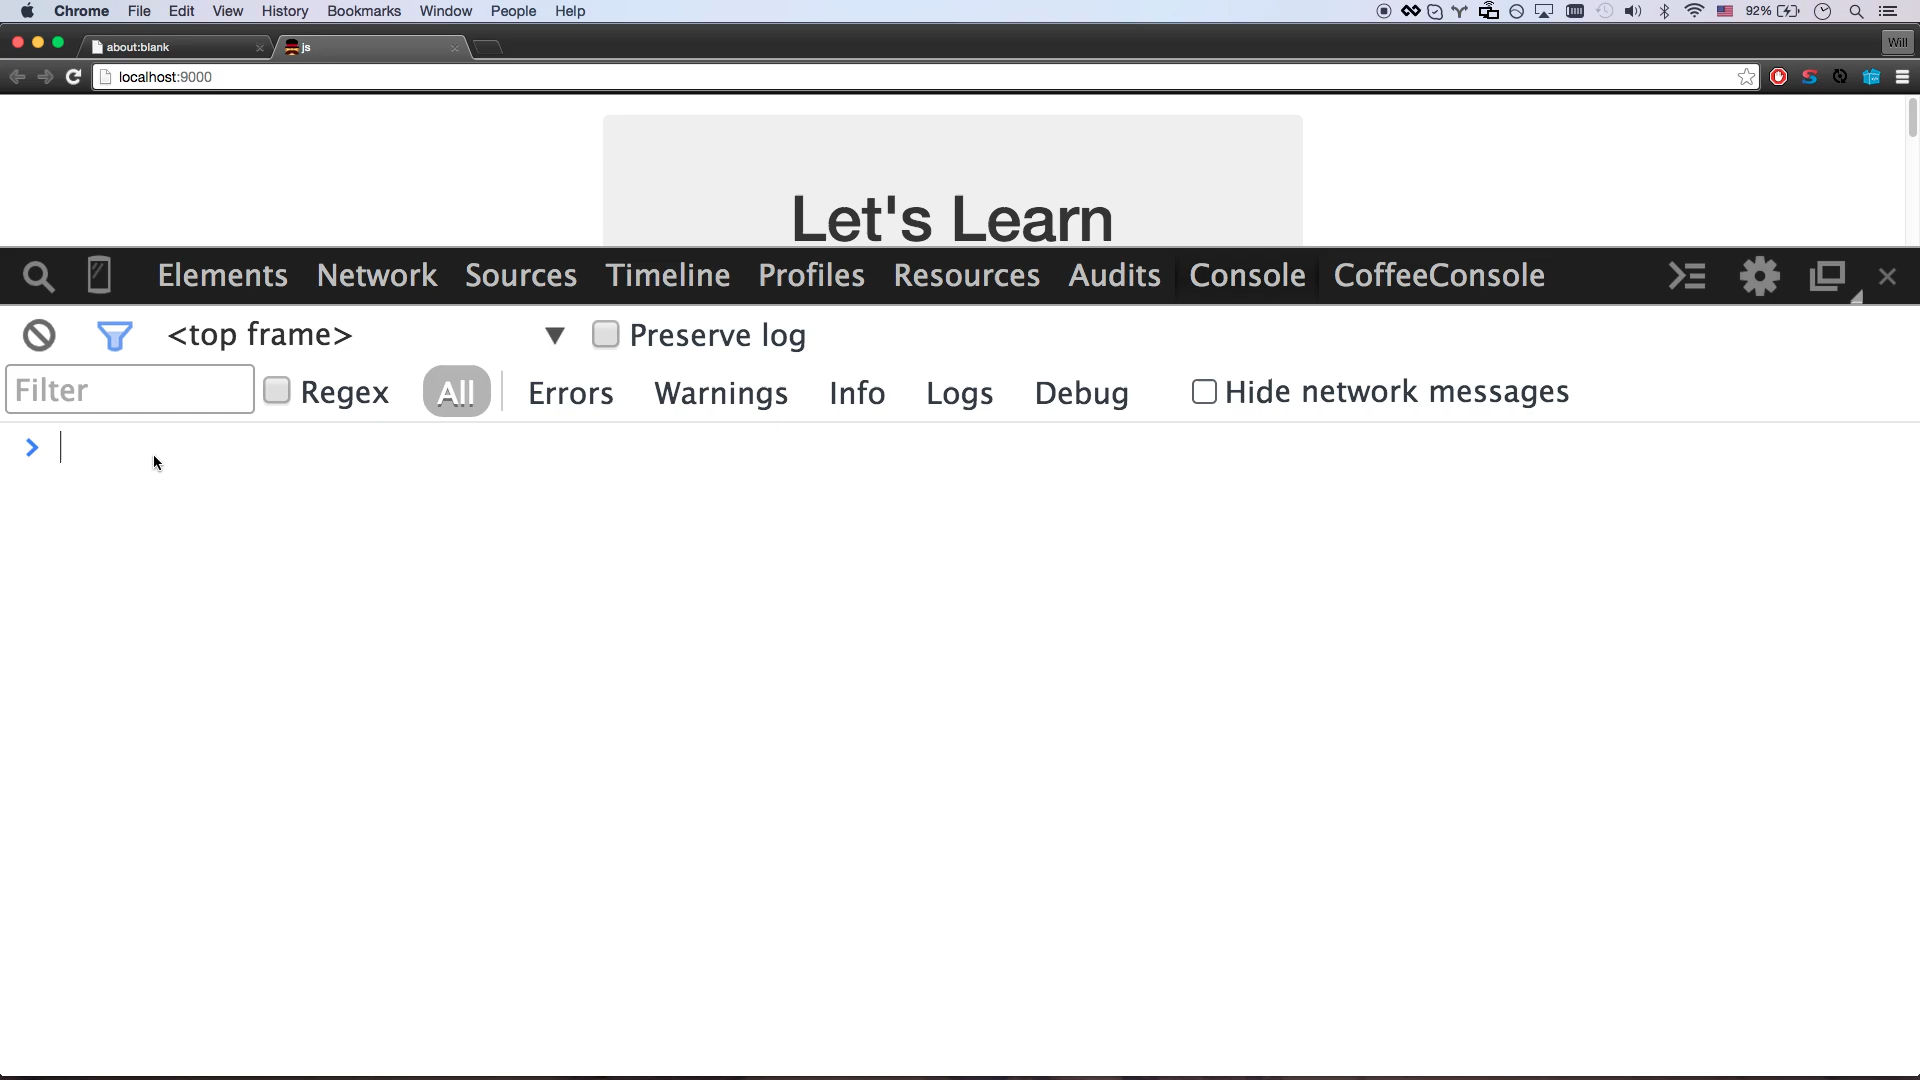 Chrome File Edit View History Bookmarks Window People Help 92%
about:blank js Will
localhost:9000
Let's Learn
Elements Network Sources Timeline Profiles Resources Audits Console CoffeeConsole
<top frame> Preserve log
Filter Regex All Errors Warnings Info Logs Debug Hide network messages